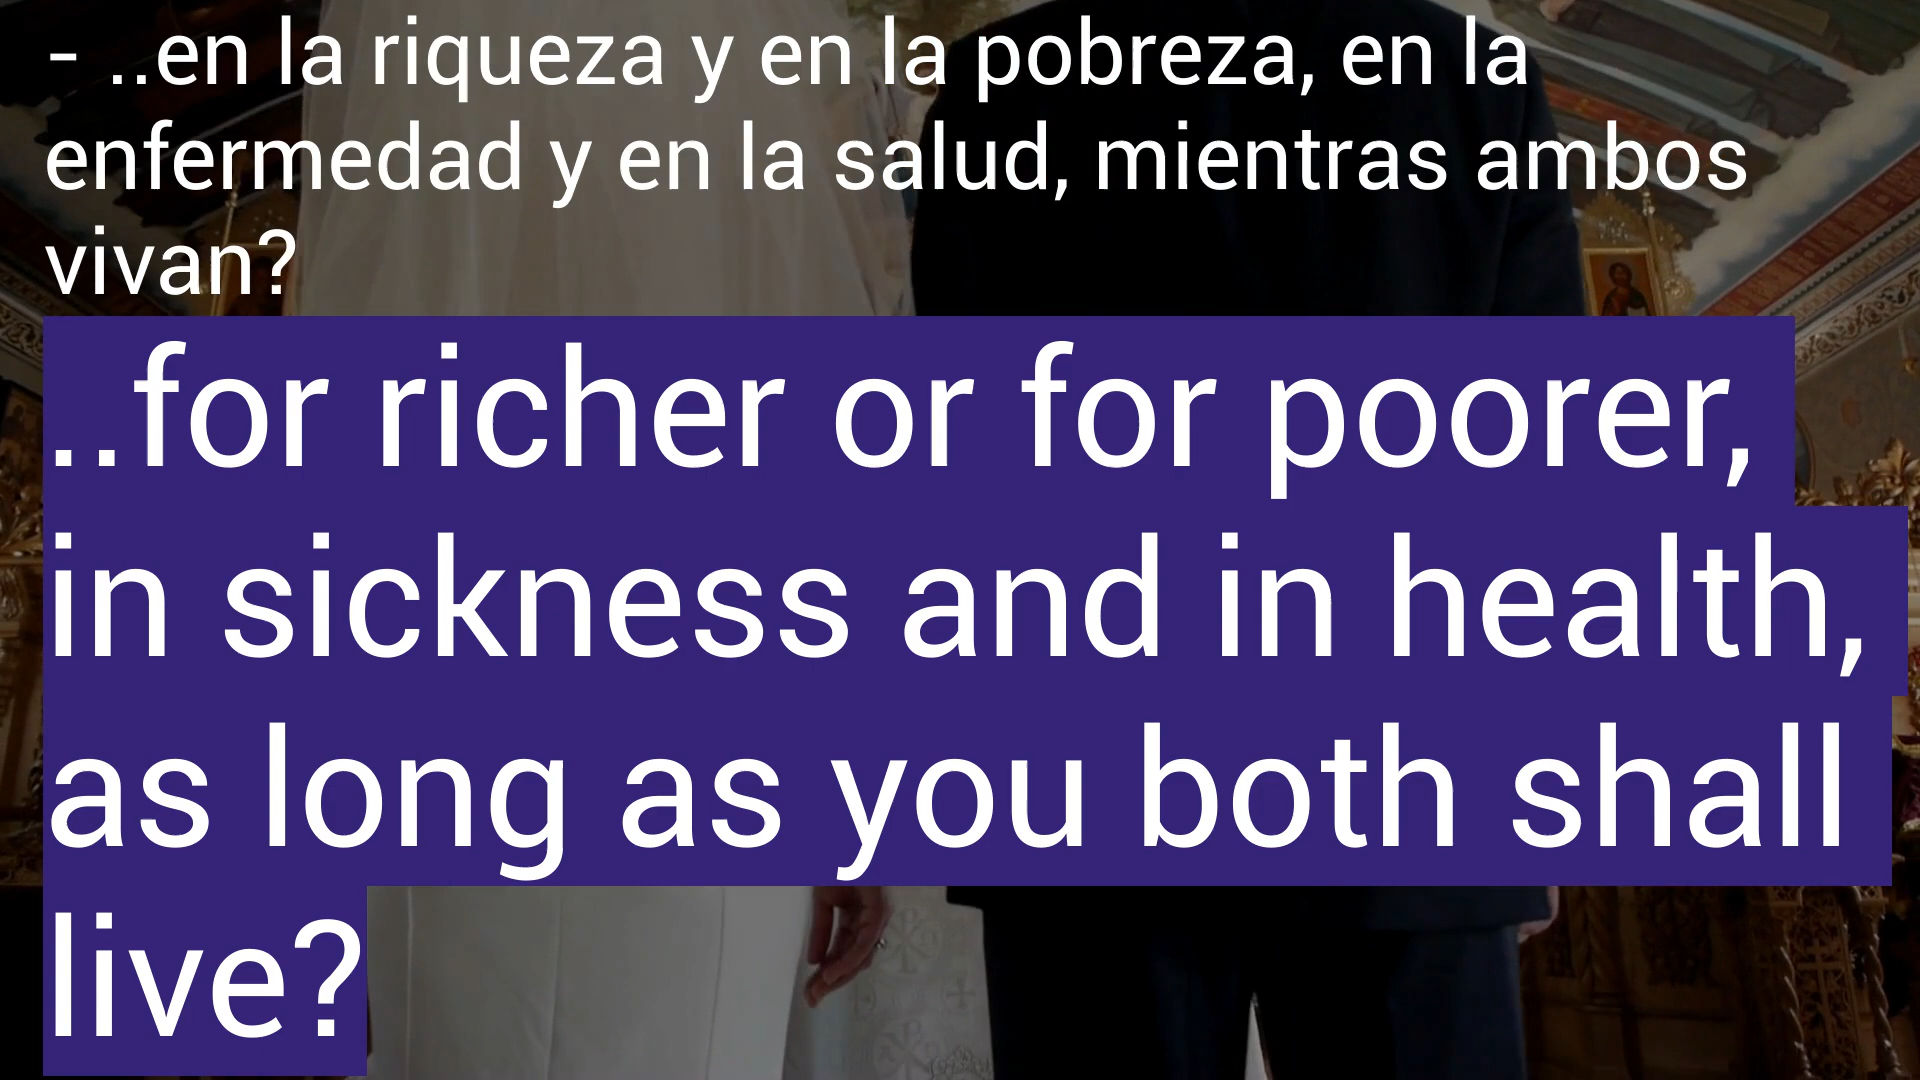 - ..en la riqueza y en la pobreza, en la
enfermedad y en la salud, mientras ambos
vivan?
..for richer or for poorer,
in sickness and in health,
as long as you both shall
live?